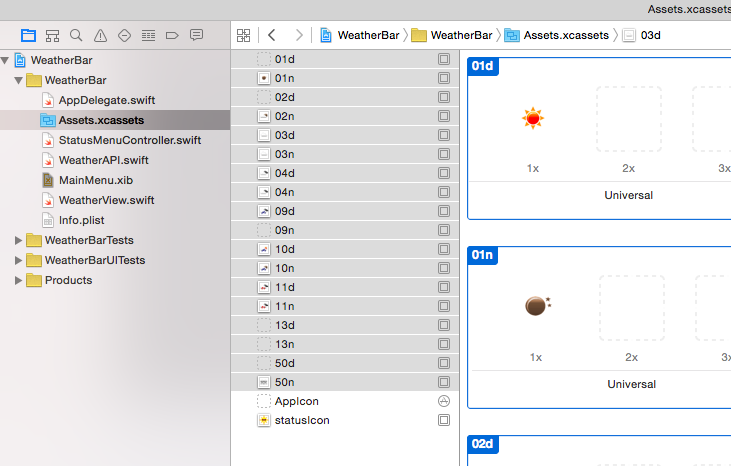 Assets.xcassets
WeatherBar WeatherBar Assets.xcassets 03d
WeatherBar
WeatherBar
AppDelegate.swift
Assets.xcassets
StatusMenuController.swift
WeatherAPI.swift
MainMenu.xib
WeatherView.swift
Info.plist
WeatherBarTests
WeatherBarUITests
Products
01d
01n
02d
02n
03d
03n
04d
04n
09d
09n
10d
10n
11d
11n
13d
13n
50d
50n
AppIcon
statusIcon
01d
1x 2x 3x
Universal
01n
1x 2x 3x
Universal
02d